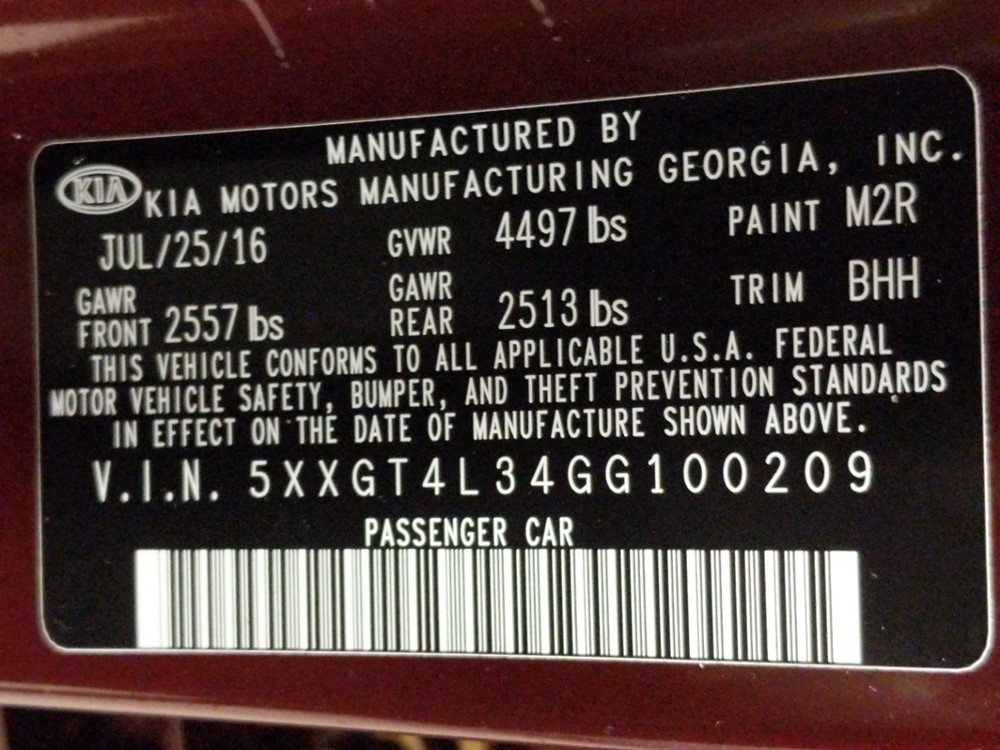 MANUFACTURED BY
KIA KIA MOTORS MANUFACTURING GEORGIA, INC.
JUL/25/16 GVWR 4497 lbs PAINT M2R
GAWR FRONT 2557 lbs GAWR REAR 2513 lbs TRIM BHH
THIS VEHICLE CONFORMS TO ALL APPLICABLE U.S.A. FEDERAL
MOTOR VEHICLE SAFETY, BUMPER, AND THEFT PREVENTION STANDARDS
IN EFFECT ON THE DATE OF MANUFACTURE SHOWN ABOVE.
V.I.N. 5XXGT4L34GG100209
PASSENGER CAR